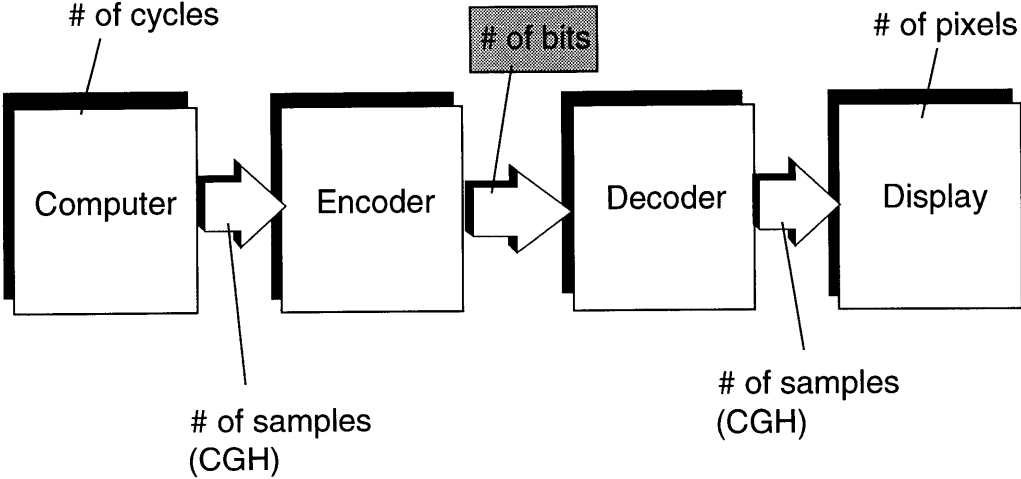 # of cycles
# of bits
# of pixels
Computer
Encoder
Decoder
Display
# of samples
(CGH)
# of samples
(CGH)